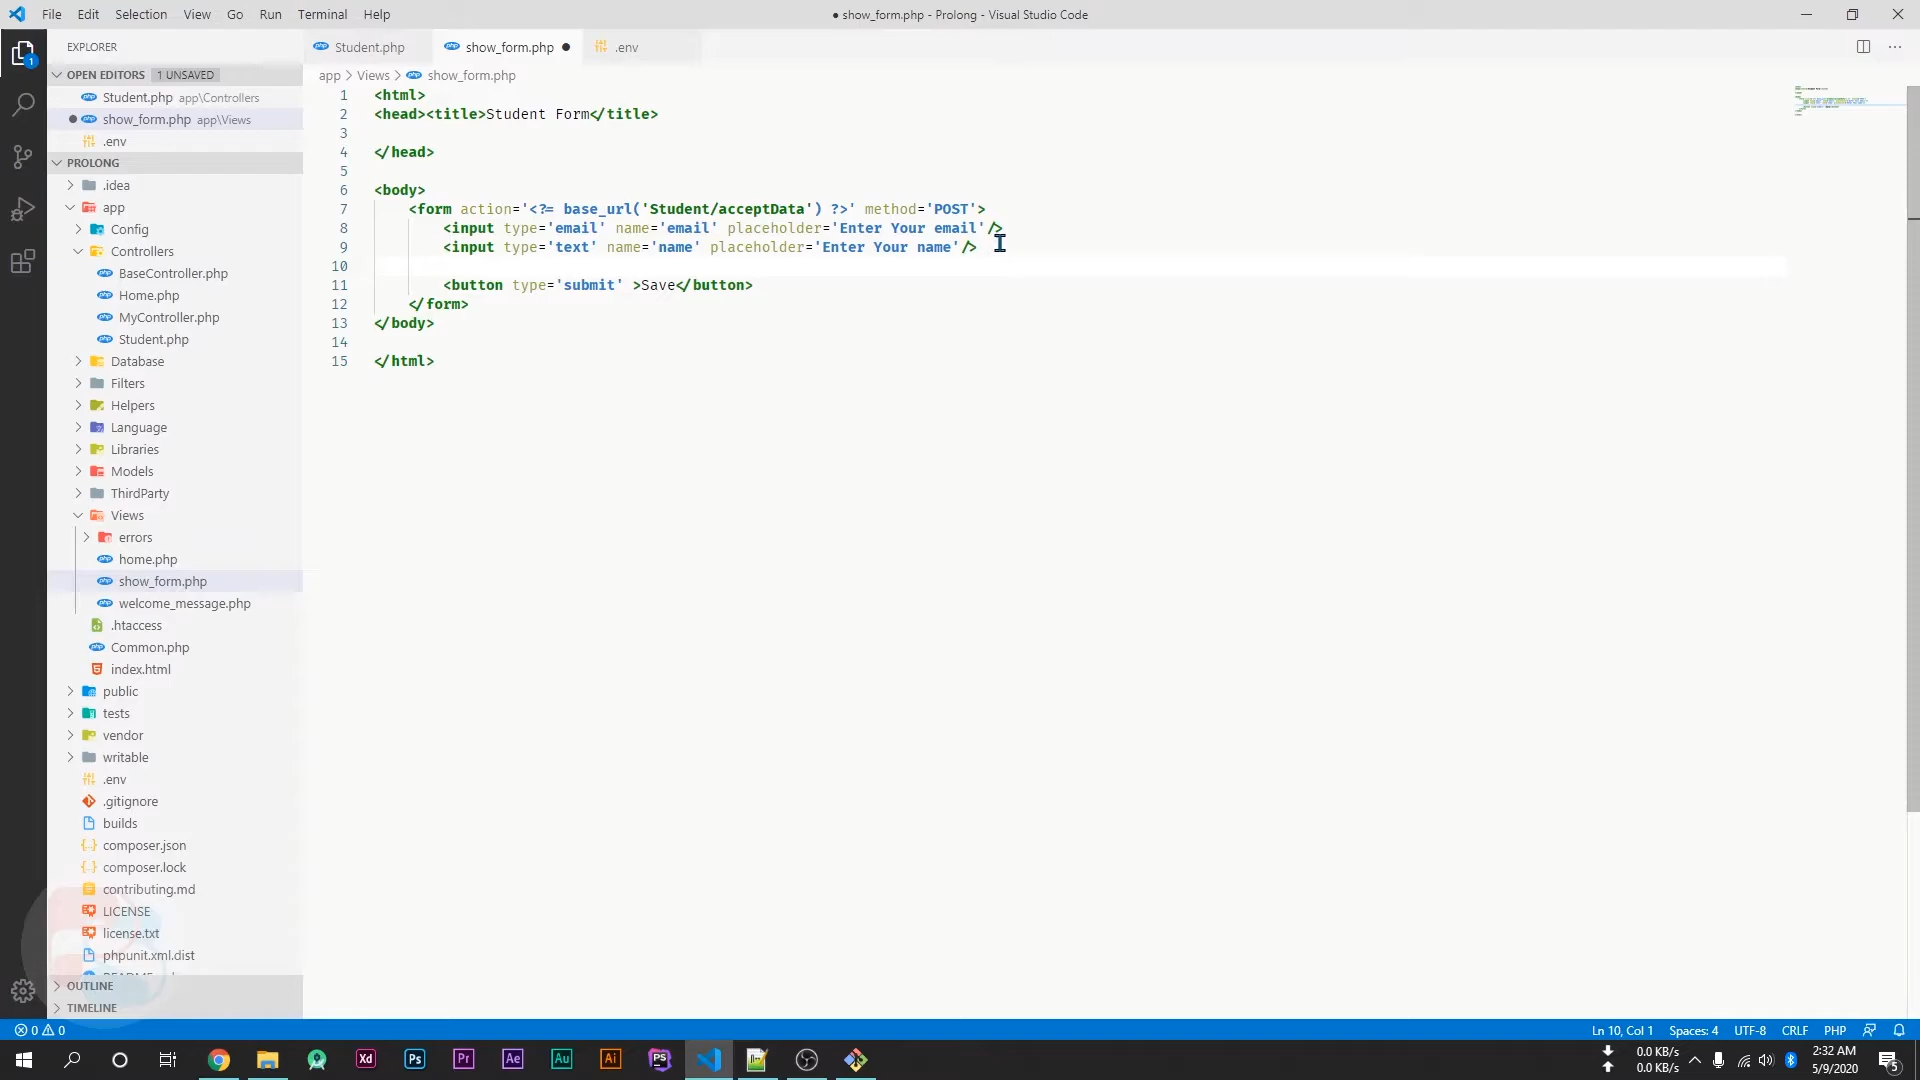 File Edit Selection View Go Run Terminal Help
● show_form.php - Prolong - Visual Studio Code
EXPLORER
OPEN EDITORS 1 UNSAVED
Student.php app\Controllers
show_form.php app\Views
.env
PROLONG
.idea
app
Config
Controllers
BaseController.php
Home.php
MyController.php
Student.php
Database
Filters
Helpers
Language
Libraries
Models
ThirdParty
Views
errors
home.php
show_form.php
welcome_message.php
.htaccess
Common.php
index.html
public
tests
vendor
writable
.env
.gitignore
builds
composer.json
composer.lock
contributing.md
LICENSE
license.txt
phpunit.xml.dist
OUTLINE
TIMELINE
1
Student.php show_form.php ● .env
app > Views > show_form.php
1 <html>
2 <head><title>Student Form</title>
3
4 </head>
5
6 <body>
7 <form action='<?= base_url('Student/acceptData') ?>' method='POST'>
8 <input type='email' name='email' placeholder='Enter Your email'/>
9 <input type='text' name='name' placeholder='Enter Your name'/>
10
11 <button type='submit' >Save</button>
12 </form>
13 </body>
14
15 </html>
0 0
Ln 10, Col 1 Spaces: 4 UTF-8 CRLF PHP
Xd Ps Pr Ae Au Ai PS
0.0 KB/s
0.0 KB/s
2:32 AM
5/9/2020
5